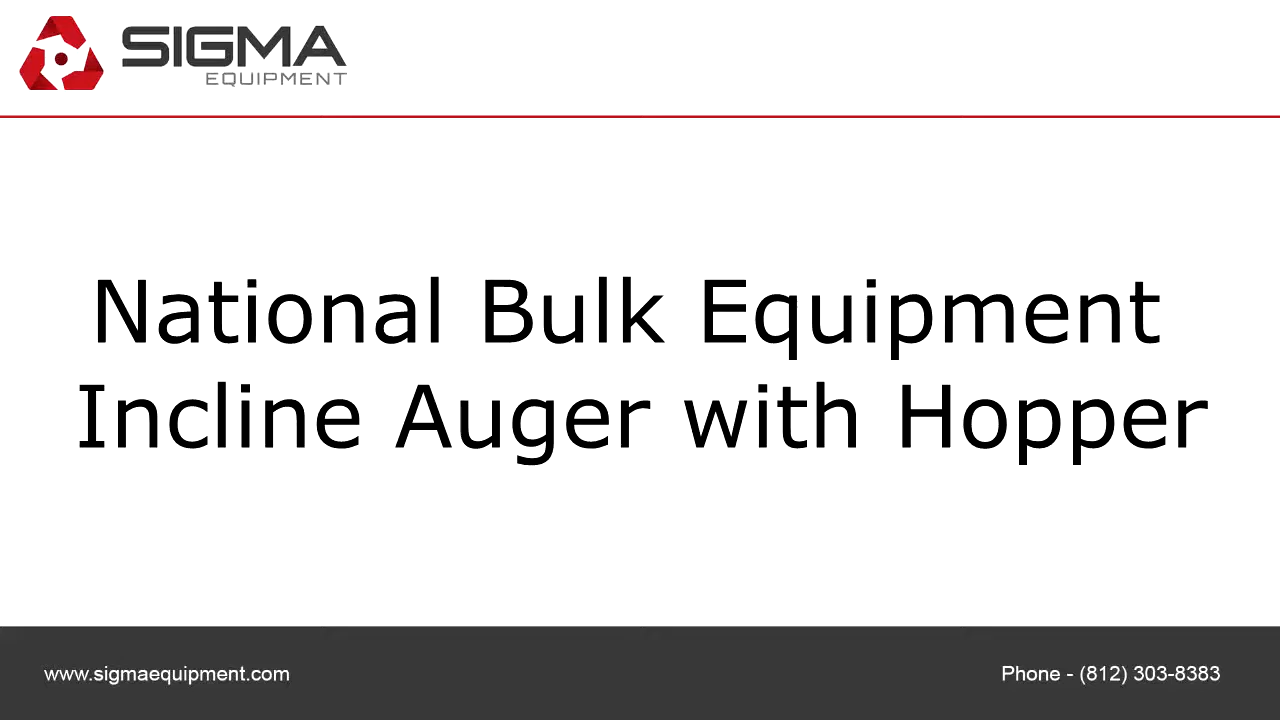 SIGMA
EQUIPMENT
National Bulk Equipment
Incline Auger with Hopper
www.sigmaequipment.com
Phone - (812) 303-8383